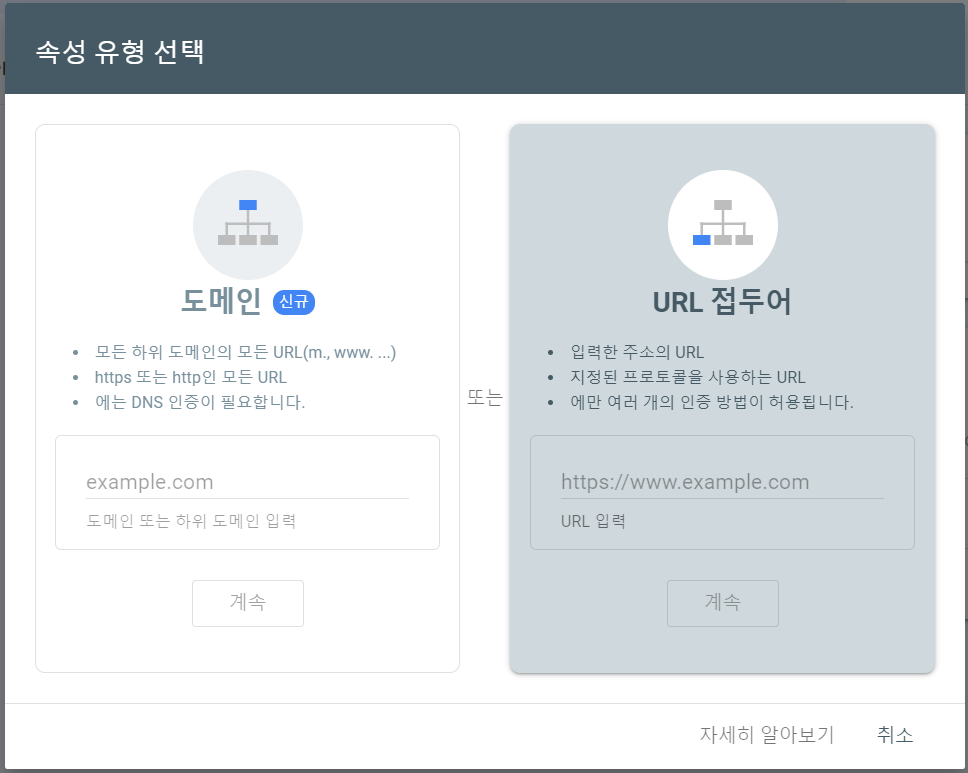 속성 유형 선택
도메인 신규
모든 하위 도메인의 모든 URL(m., www. ...)
https 또는 http인 모든 URL
에는 DNS 인증이 필요합니다.
example.com
도메인 또는 하위 도메인 입력
계속
또는
URL 접두어
입력한 주소의 URL
지정된 프로토콜을 사용하는 URL
에만 여러 개의 인증 방법이 허용됩니다.
https://www.example.com
URL 입력
계속
자세히 알아보기 취소